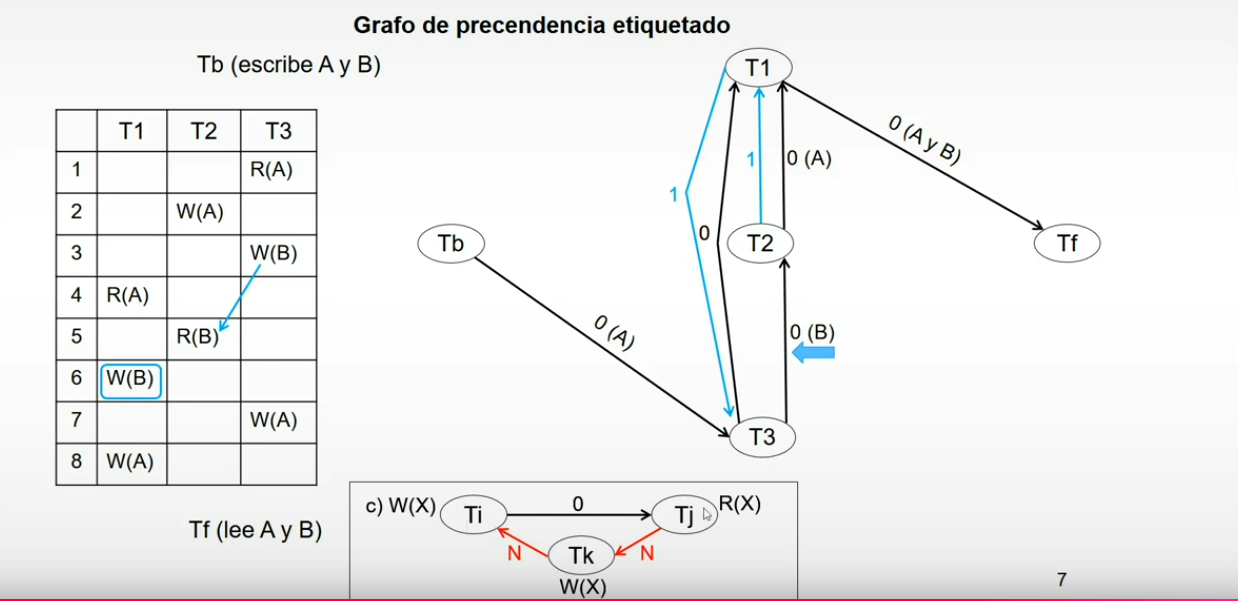 Grafo de precendencia etiquetado
Tb (escribe A y B)
T1 T2 T3
1 R(A)
2 W(A)
3 W(B)
4 R(A)
5 R(B)
6 W(B)
7 W(A)
8 W(A)
Tf (lee A y B)
T1
0 (A y B)
1
0 (A)
1
0
Tb
T2
Tf
0 (A)
0 (B)
T3
c) W(X) Ti 0 Tj R(X)
N Tk N
W(X)
7